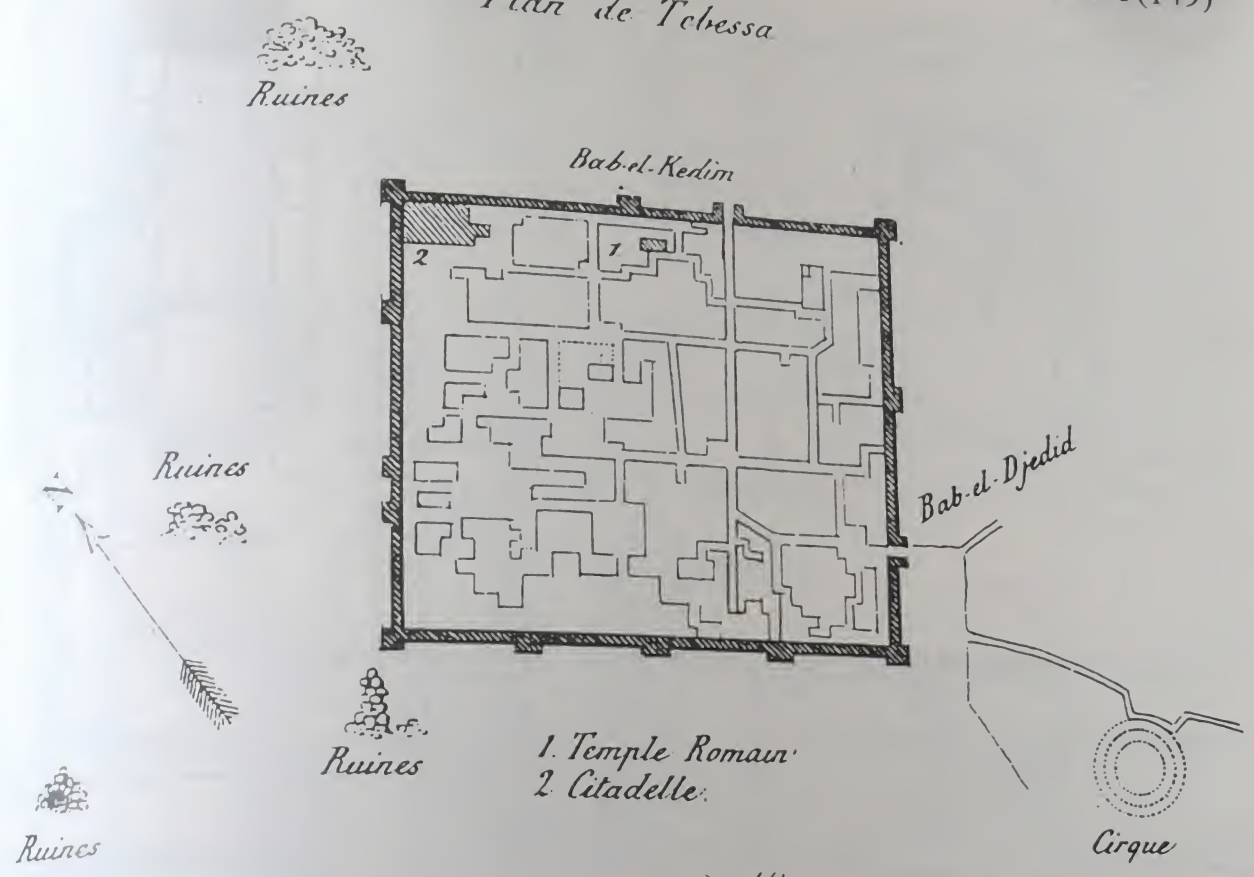 Plan de Tebessa
Ruines
Bab-el-Kedim
1
2
Ruines
Bab-el-Djedid
Ruines
1. Temple Romain
2 Citadelle.
Ruines
Cirque